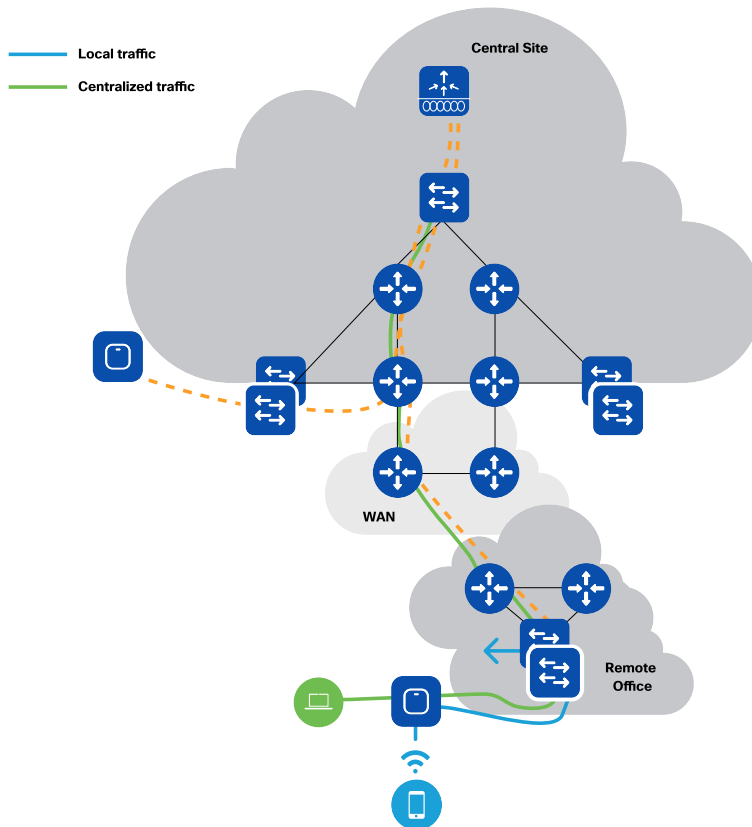 Central Site
Local traffic
Centralized traffic
WAN
Remote
Office